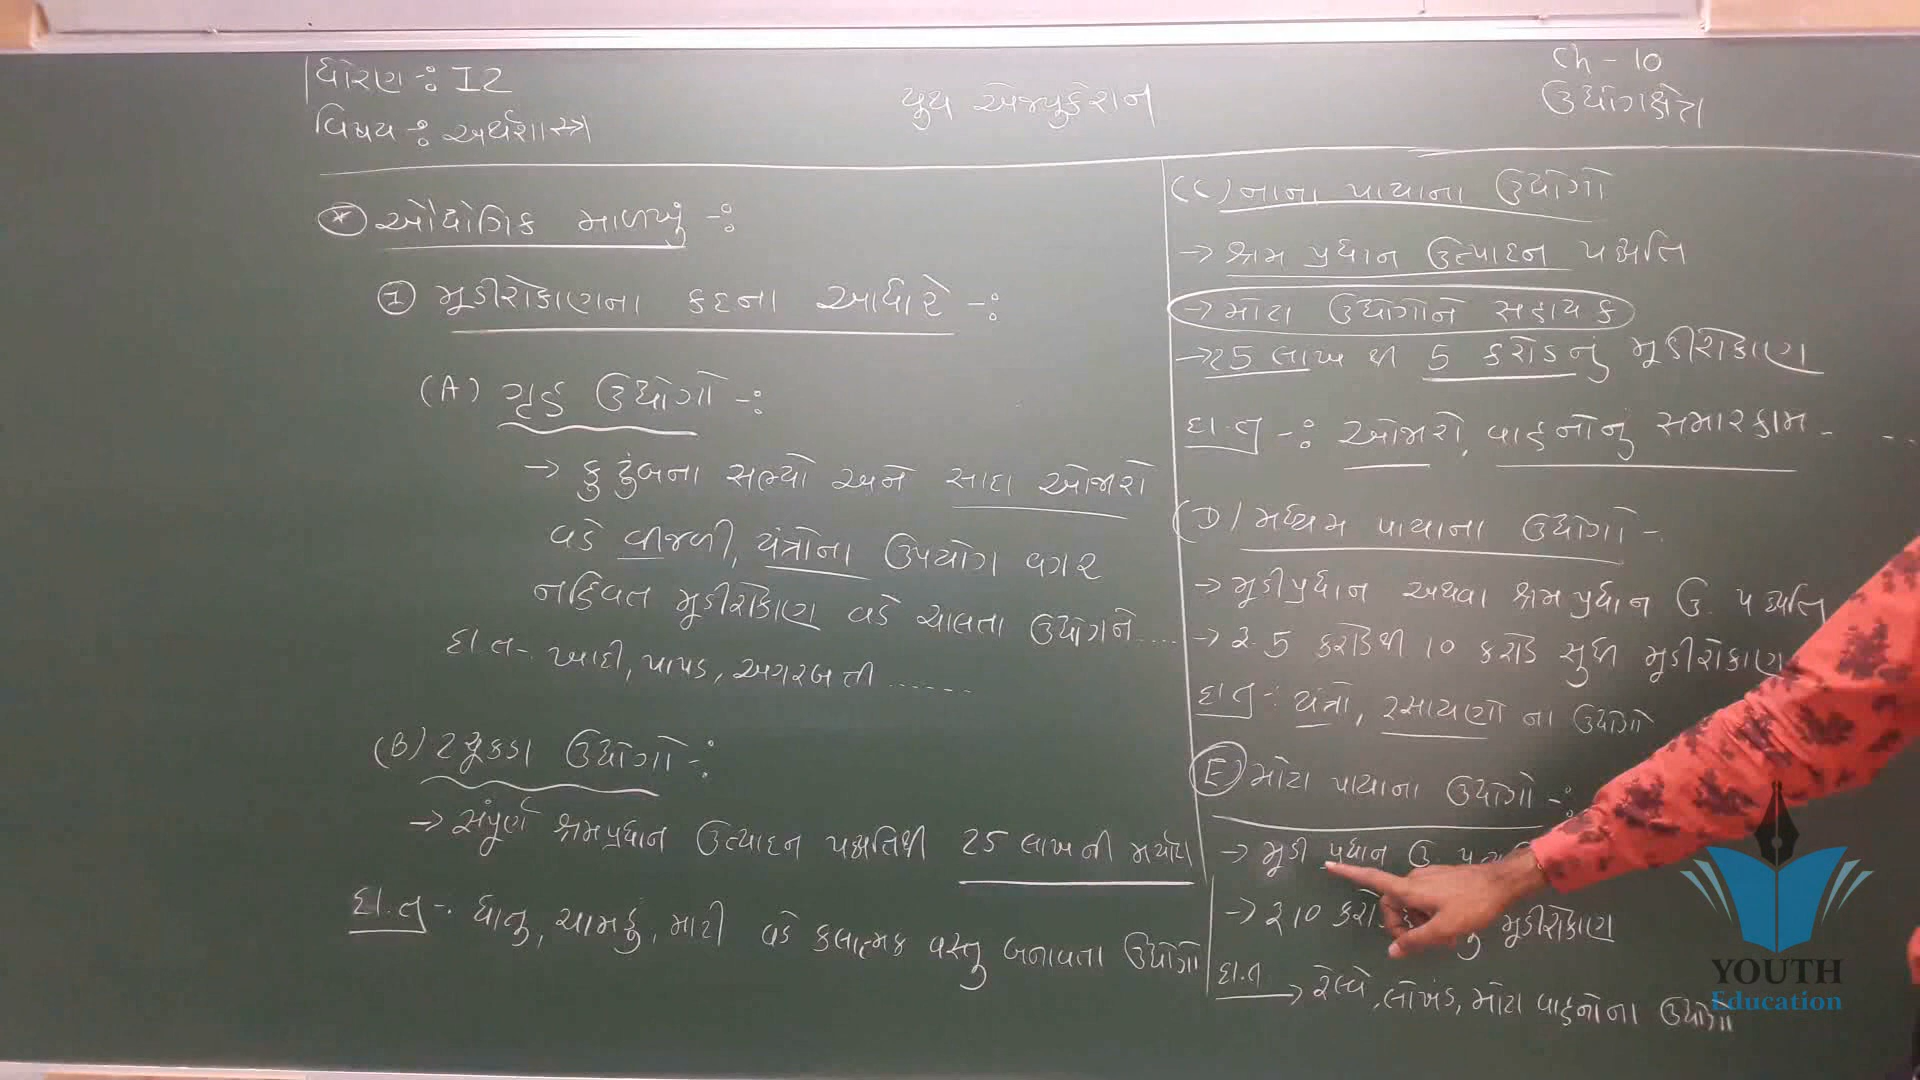 ધોરણ -: 12
વિષય -: અર્થશાસ્ત્ર
યુથ એજ્યુકેશન
Ch - 10
ઉદ્યોગક્ષેત્ર
* ઔદ્યોગિક માળખું -:
1 મૂડીરોકાણના કદના આધારે -:
(A) ગૃહ ઉદ્યોગો -:
→ કુટુંબના સભ્યો અને સાદા ઓજારો
વડે વીજળી, યંત્રોના ઉપયોગ વગર
નહિવત મૂડીરોકાણ વડે ચાલતા ઉદ્યોગને.....
દા.ત -. ખાદી, પાપડ, અગરબત્તી ......
(B) ટચૂકડા ઉદ્યોગો -:
→ સંપૂર્ણ શ્રમપ્રધાન ઉત્પાદન પદ્ધતિથી 25 લાખની મર્યાદા
દા.ત -. ધાતુ, ચામડું, માટી વડે કલાત્મક વસ્તુ બનાવતા ઉદ્યોગો
(C) નાના પાયાના ઉદ્યોગો
→ શ્રમ પ્રધાન ઉત્પાદન પદ્ધતિ
→ મોટા ઉદ્યોગોને સહાયક
→ 25 લાખ થી 5 કરોડનું મૂડીરોકાણ
દા.ત -: ઓજારો, વાહનોનું સમારકામ - ...
(D) મધ્યમ પાયાના ઉદ્યોગો -.
→ મૂડીપ્રધાન અથવા શ્રમપ્રધાન ઉ. પદ્ધતિ
→ રૂ. 5 કરોડથી 10 કરોડ સુધી મૂડીરોકાણ
દા.ત -: યંત્રો, રસાયણો ના ઉદ્યોગો
(E) મોટા પાયાના ઉદ્યોગો -:
→ મૂડી પ્રધાન ઉ.
→ રૂ 10 મૂડીરોકાણ
દા.ત → રેલ્વે, લોખંડ, મોટા વાહનોના ઉદ્યોગો
YOUTH
Education